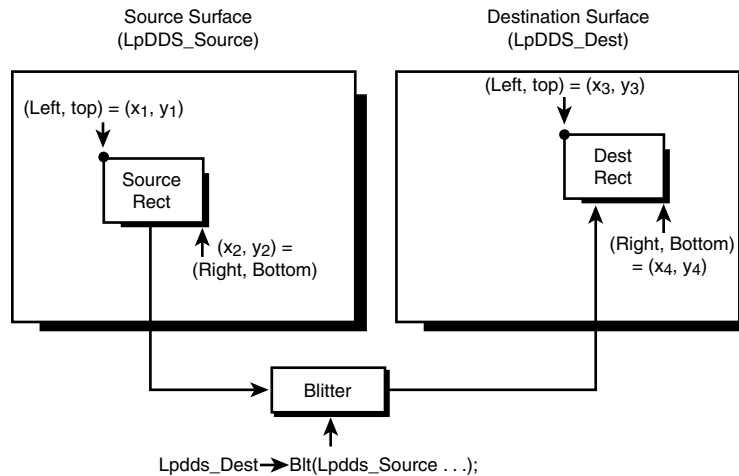 Source Surface
(LpDDS_Source)
Destination Surface
(LpDDS_Dest)
(Left, top) = (x₁, y₁)
Source
Rect
(x₂, y₂) =
(Right, Bottom)
(Left, top) = (x₃, y₃)
Dest
Rect
(Right, Bottom)
= (x₄, y₄)
Blitter
Lpdds_Dest→Blt(Lpdds_Source . . .);